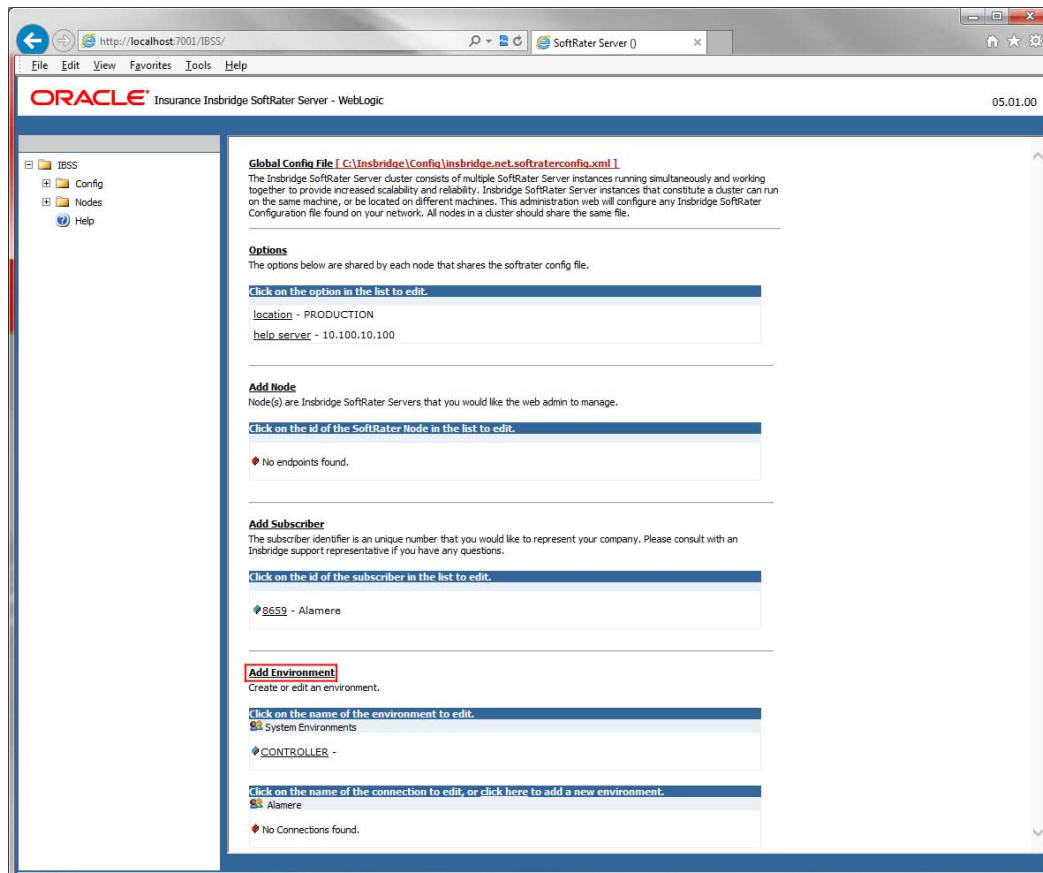 http://localhost:7001/IBSS/
SoftRater Server ()
File Edit View Favorites Tools Help
ORACLE® Insurance Insbridge SoftRater Server - WebLogic
05.01.00
IBSS
Config
Nodes
Help
Global Config File [ C:\Insbridge\Config\insbridge.net.softraterconfig.xml ]
The Insbridge SoftRater Server cluster consists of multiple SoftRater Server instances running simultaneously and working
together to provide increased scalability and reliability. Insbridge SoftRater Server instances that constitute a cluster can run
on the same machine, or be located on different machines. This administration web will configure any Insbridge SoftRater
Configuration file found on your network. All nodes in a cluster should share the same file.
Options
The options below are shared by each node that shares the softrater config file.
Click on the option in the list to edit.
location - PRODUCTION
help server - 10.100.10.100
Add Node
Node(s) are Insbridge SoftRater Servers that you would like the web admin to manage.
Click on the id of the SoftRater Node in the list to edit.
No endpoints found.
Add Subscriber
The subscriber identifier is an unique number that you would like to represent your company. Please consult with an
Insbridge support representative if you have any questions.
Click on the id of the subscriber in the list to edit.
8659 - Alamere
Add Environment
Create or edit an environment.
Click on the name of the environment to edit.
System Environments
CONTROLLER -
Click on the name of the connection to edit, or click here to add a new environment.
Alamere
No Connections found.